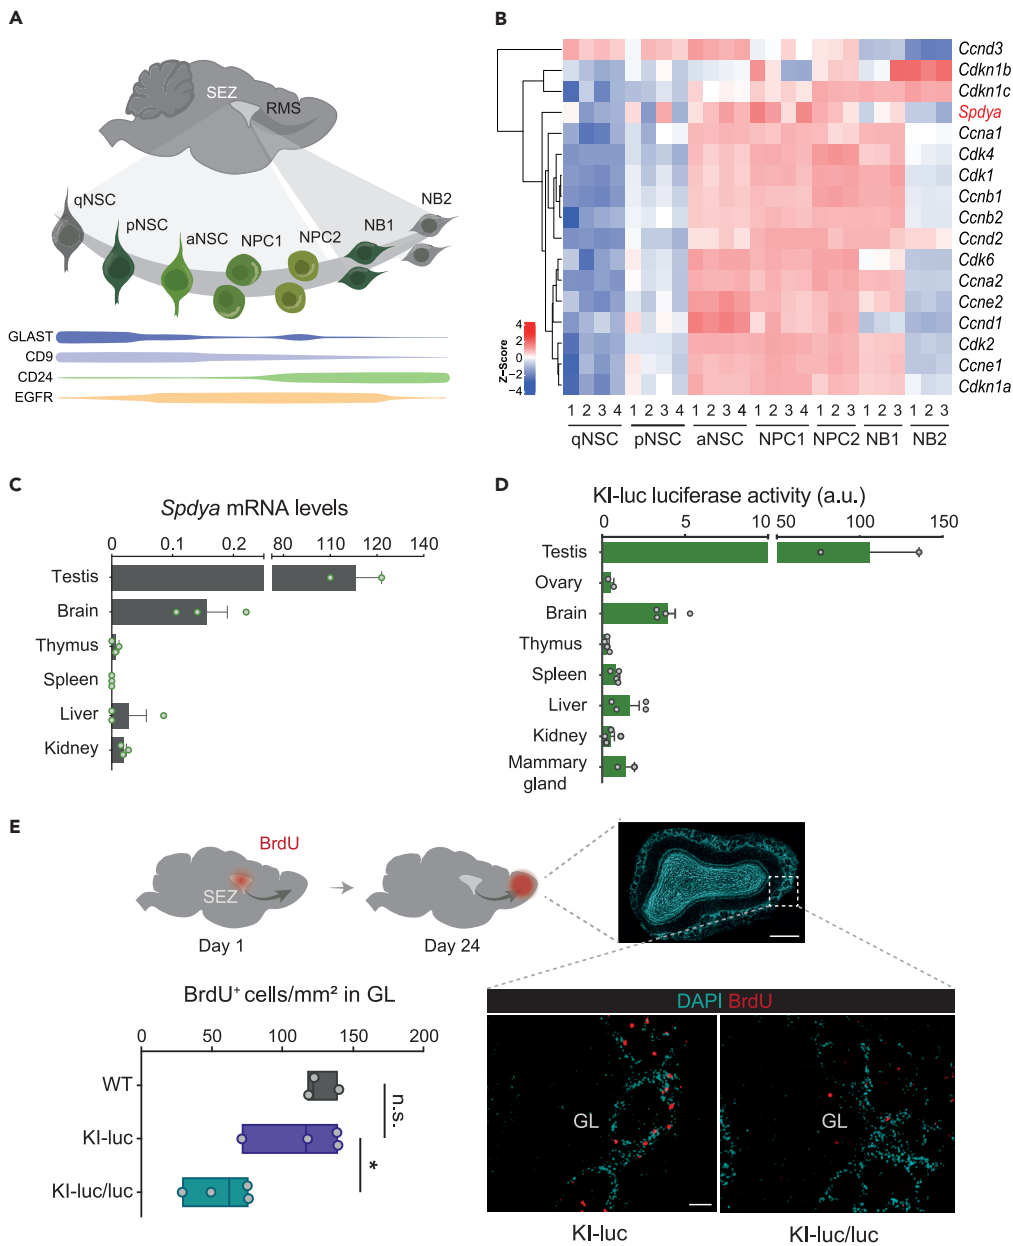 A
SEZ
RMS
qNSC
pNSC
aNSC
NPC1
NPC2
NB1
NB2
GLAST
CD9
CD24
EGFR
B
Ccnd3
Cdkn1b
Cdkn1c
Spdya
Ccna1
Cdk4
Cdk1
Ccnb1
Ccnb2
Ccnd2
Cdk6
Ccna2
Ccne2
Ccnd1
Cdk2
Ccne1
Cdkn1a
Z-Score
4
2
0
−2
−4
1 2 3 4 1 2 3 4 1 2 3 4 1 2 3 4 1 2 3 1 2 3 1 2 3
qNSC pNSC aNSC NPC1 NPC2 NB1 NB2
C
Spdya mRNA levels
0 0.1 0.2 80 110 120 140
Testis
Brain
Thymus
Spleen
Liver
Kidney
D
KI-luc luciferase activity (a.u.)
0 5 10 50 100 150
Testis
Ovary
Brain
Thymus
Spleen
Liver
Kidney
Mammary
gland
E
BrdU
SEZ
Day 1
Day 24
BrdU⁺ cells/mm² in GL
0 50 100 150 200
WT
KI-luc
KI-luc/luc
n.s.
*
DAPI BrdU
GL
GL
KI-luc
KI-luc/luc